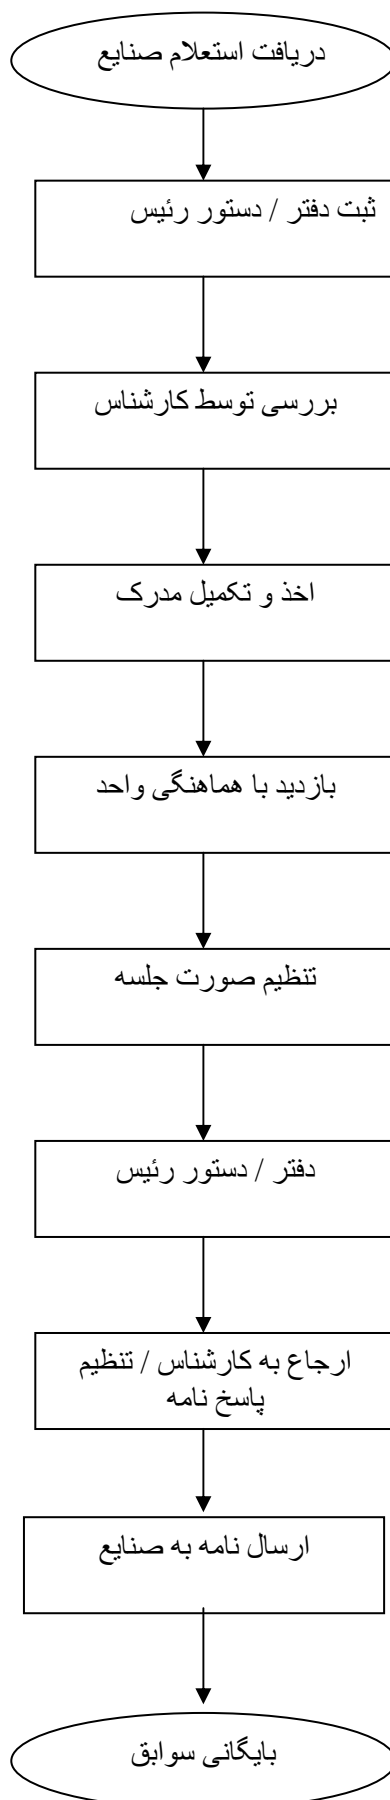 دریافت استعلام صنایع
ثبت دفتر / دستور رئیس
بررسی توسط کارشناس
اخذ و تکمیل مدرک
بازدید با هماهنگی واحد
تنظیم صورت جلسه
دفتر / دستور رئیس
ارجاع به کارشناس / تنظیم
پاسخ نامه
ارسال نامه به صنایع
بایگانی سوابق